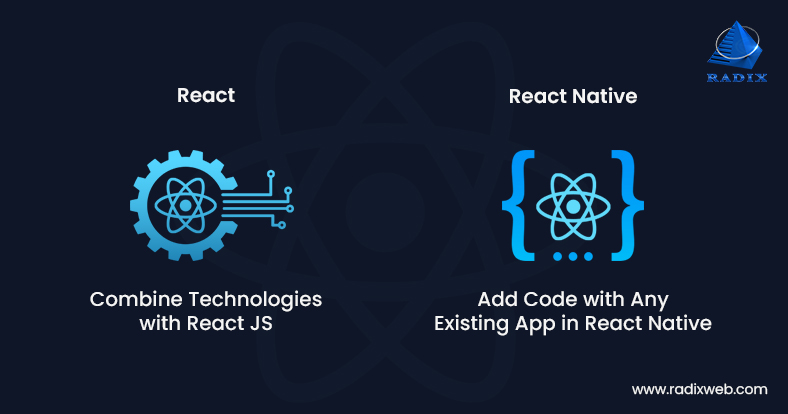 RADIX
React
React Native
Combine Technologies
with React JS
Add Code with Any
Existing App in React Native
www.radixweb.com